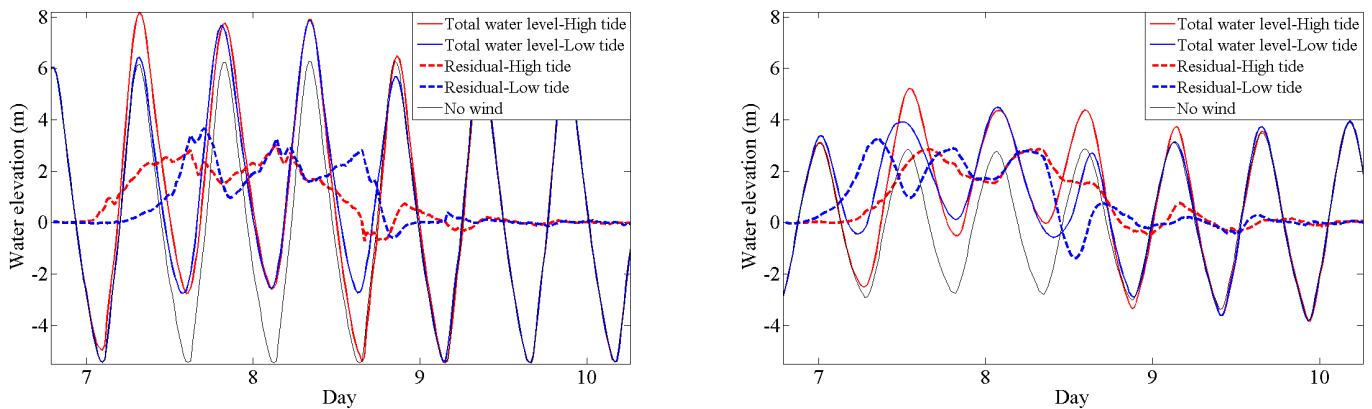 8
6
4
2
0
-2
-4
7
8
9
10
Day
Water elevation (m)
Total water level-High tide
Total water level-Low tide
Residual-High tide
Residual-Low tide
No wind
8
6
4
2
0
-2
-4
7
8
9
10
Day
Water elevation (m)
Total water level-High tide
Total water level-Low tide
Residual-High tide
Residual-Low tide
No wind